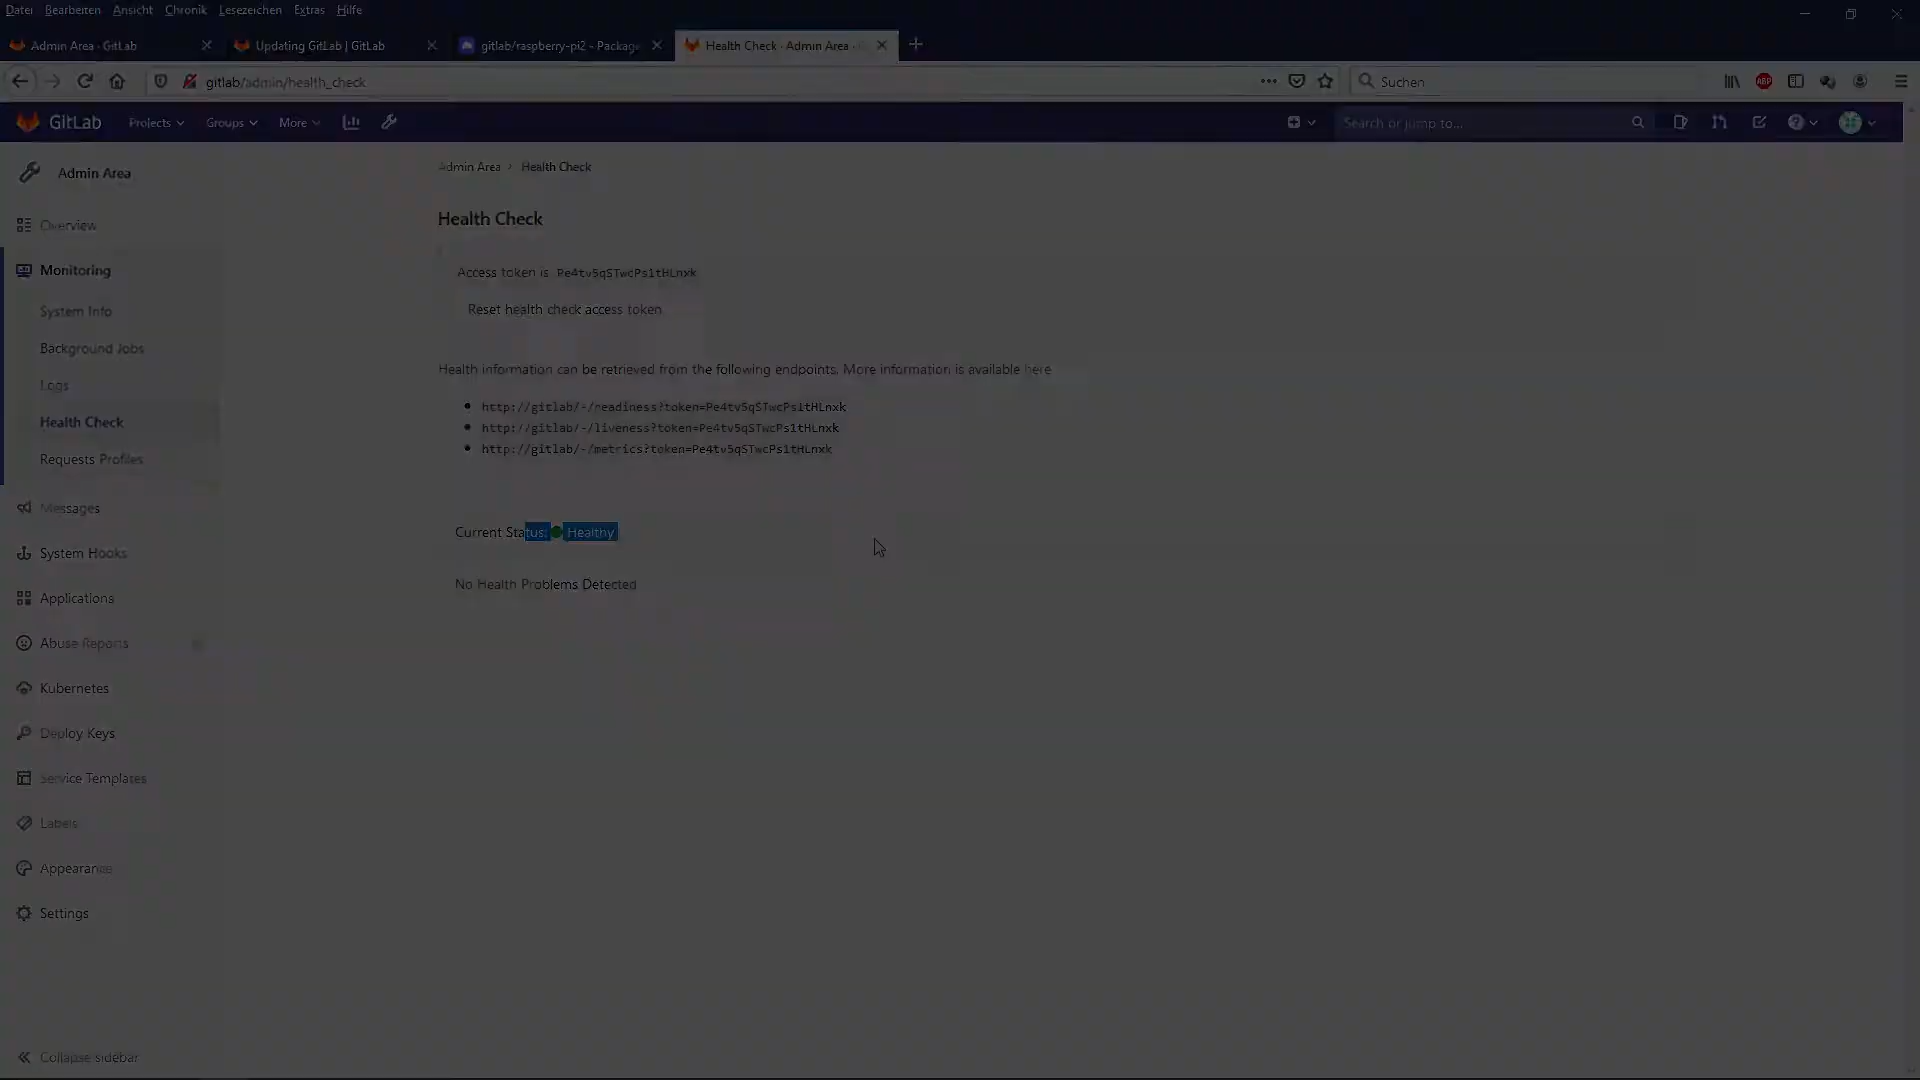 Datei Bearbeiten Ansicht Chronik Lesezeichen Extras Hilfe
Admin Area · GitLab
Updating GitLab | GitLab
gitlab/raspberry-pi2 - Package
Health Check · Admin Area ·
gitlab/admin/health_check
Suchen
ABP
GitLab
Projects
Groups
More
Search or jump to...
Admin Area
Overview
Monitoring
System Info
Background Jobs
Logs
Health Check
Requests Profiles
Messages
System Hooks
Applications
Abuse Reports
Kubernetes
Deploy Keys
Service Templates
Labels
Appearance
Settings
Collapse sidebar
Admin Area › Health Check
Health Check
Access token is Pe4tv5qSTwcPs1tHLnxk
Reset health check access token
Health information can be retrieved from the following endpoints. More information is available here
http://gitlab/-/readiness?token=Pe4tv5qSTwcPs1tHLnxk
http://gitlab/-/liveness?token=Pe4tv5qSTwcPs1tHLnxk
http://gitlab/-/metrics?token=Pe4tv5qSTwcPs1tHLnxk
Current Status: Healthy
No Health Problems Detected